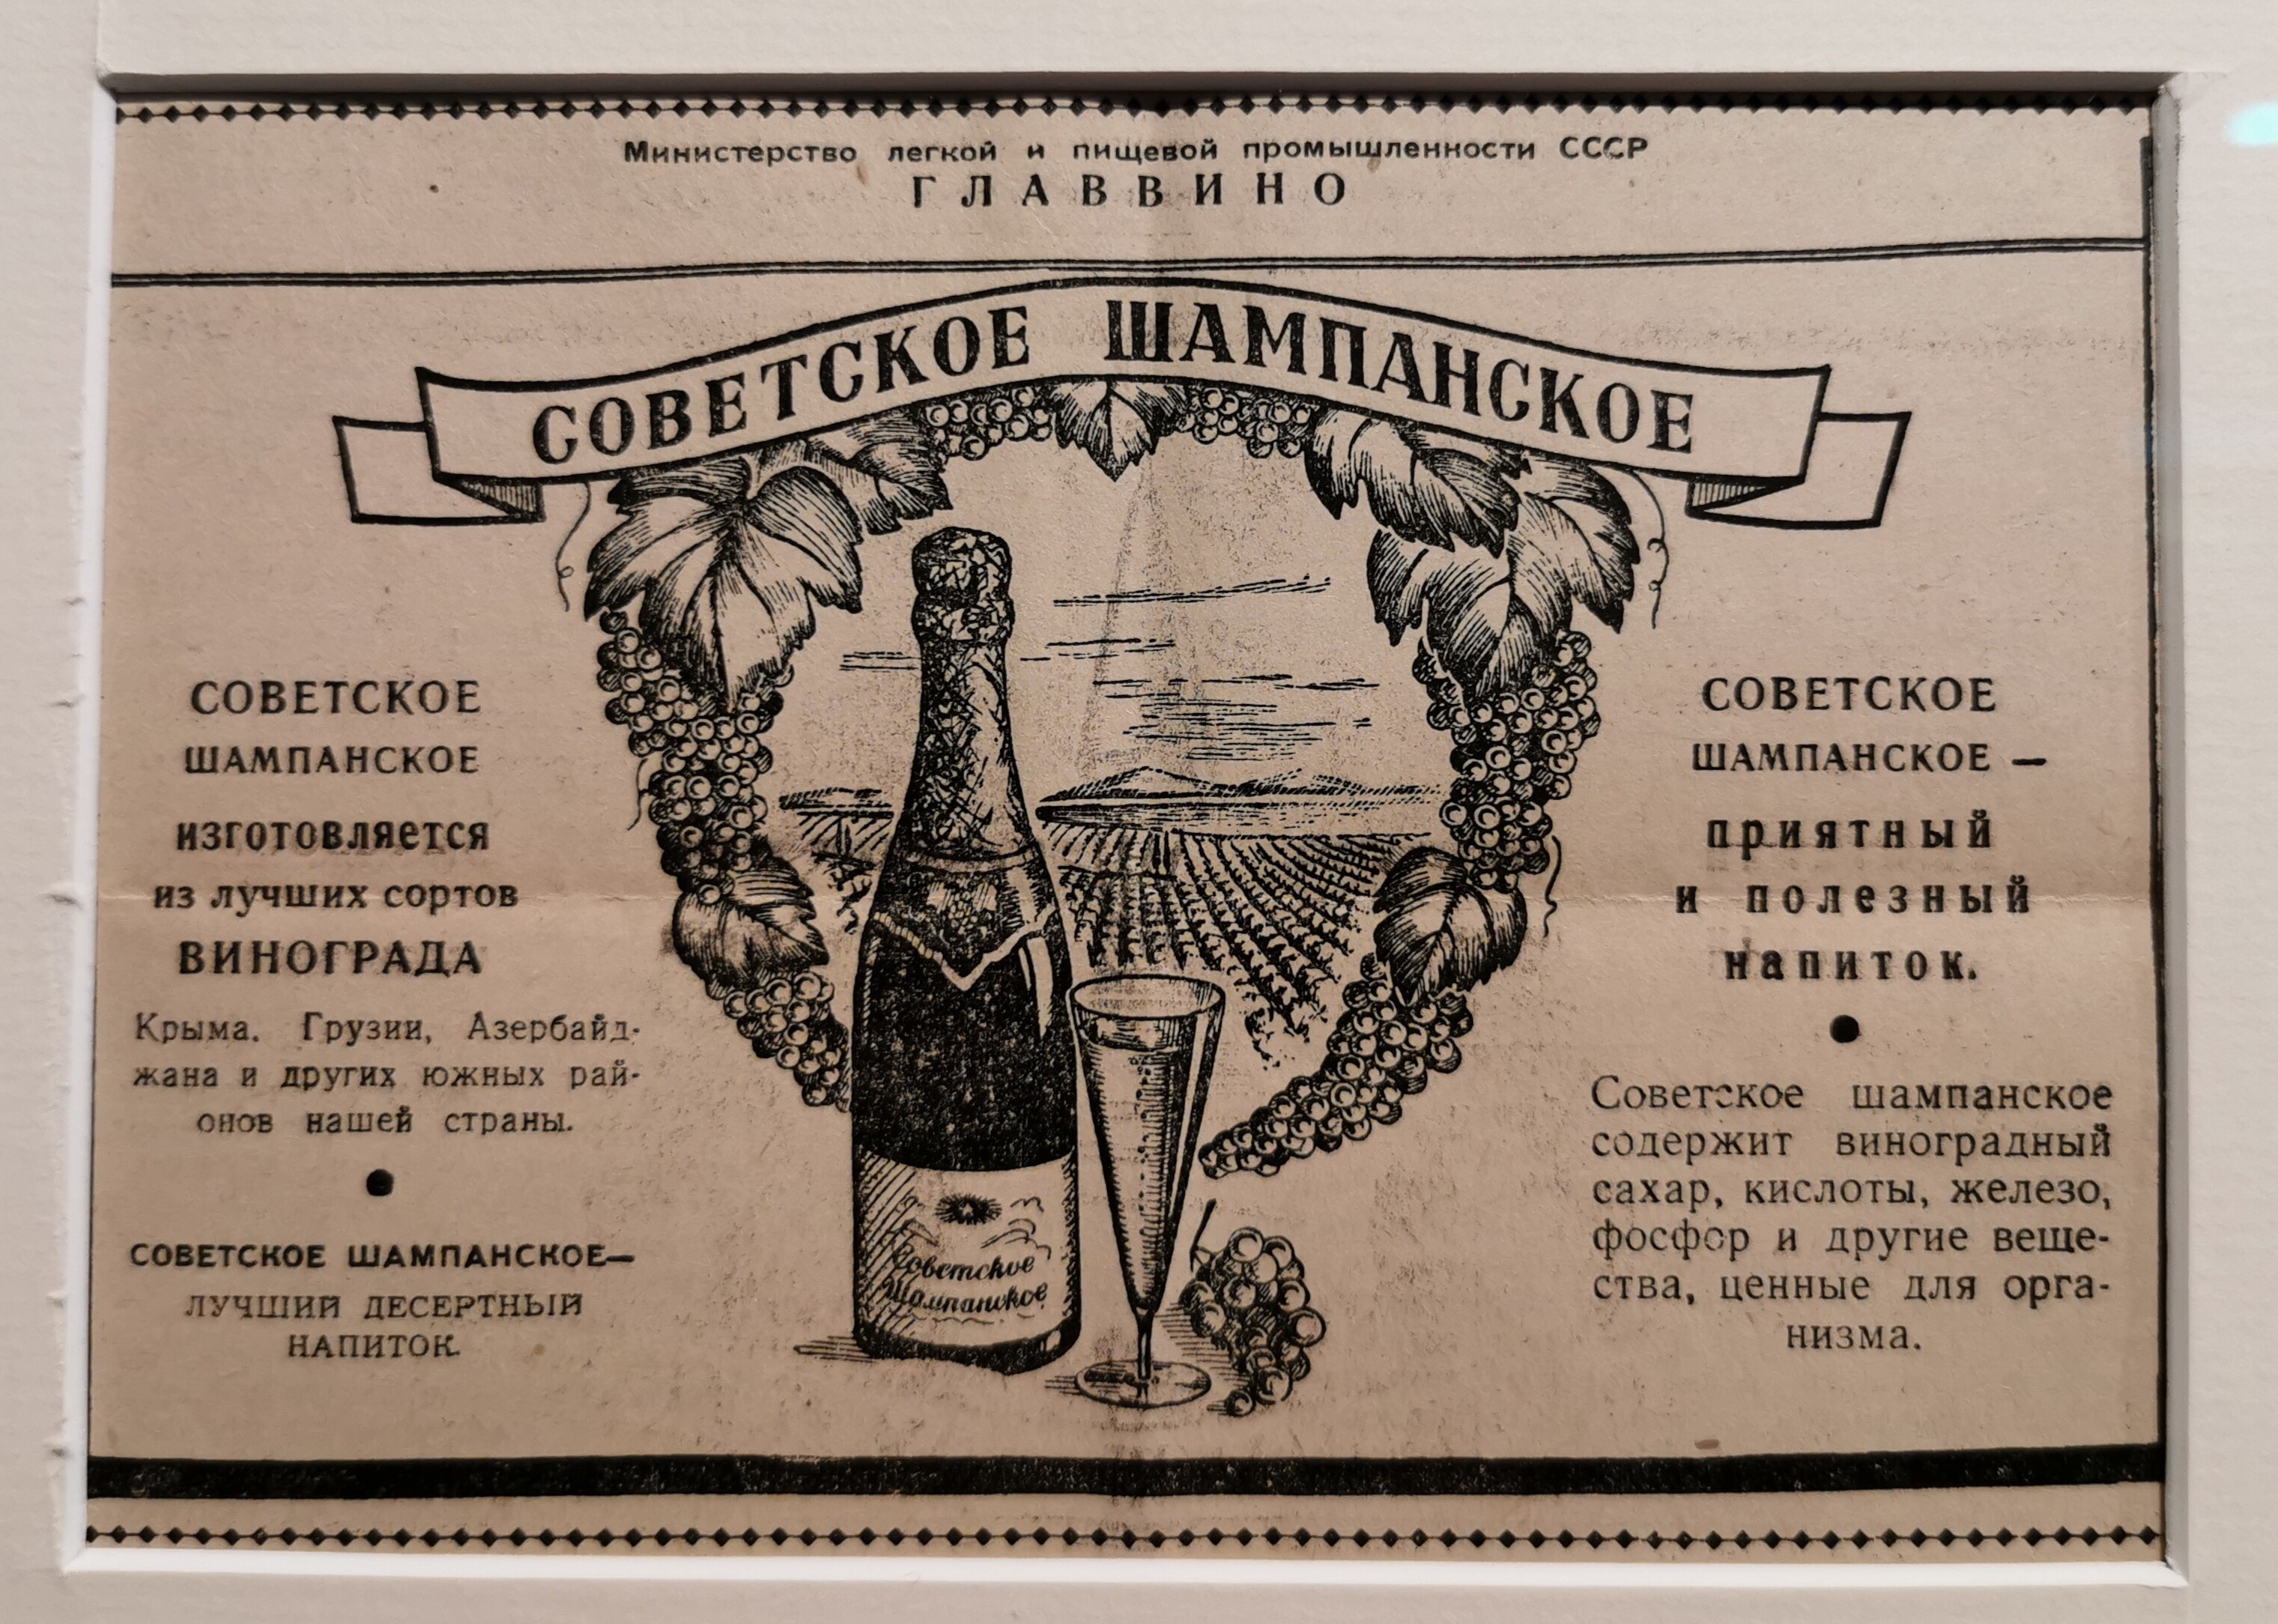 Министерство легкой и пищевой промышленности СССР
ГЛАВВИНО
СОВЕТСКОЕ ШАМПАНСКОЕ
СОВЕТСКОЕ
ШАМПАНСКОЕ
изготовляется
из лучших сортов
ВИНОГРАДА
Крыма. Грузии, Азербайд-
жана и других южных рай-
онов нашей страны.
СОВЕТСКОЕ ШАМПАНСКОЕ—
ЛУЧШИЙ ДЕСЕРТНЫЙ
НАПИТОК.
Советское
Шампанское
СОВЕТСКОЕ
ШАМПАНСКОЕ —
приятный
и полезный
напиток.
Советское шампанское
содержит виноградный
сахар, кислоты, железо,
фосфор и другие веще-
ства, ценные для орга-
низма.